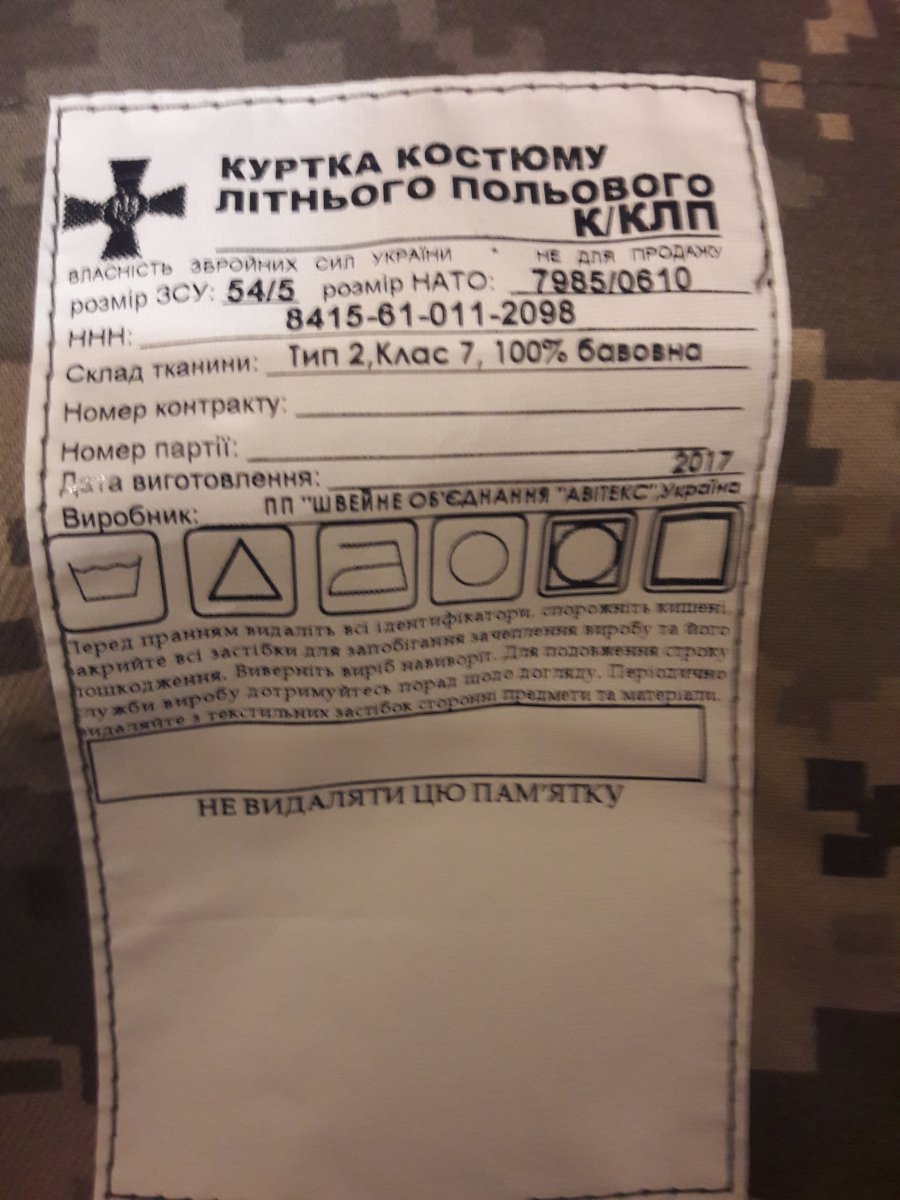 КУРТКА КОСТЮМУ
ЛІТНЬОГО ПОЛЬОВОГО
К/КЛП
ВЛАСНІСТЬ ЗБРОЙНИХ СИЛ УКРАЇНИ * НЕ ДЛЯ ПРОДАЖУ
розмір ЗСУ: 54/5 розмір НАТО: 7985/0610
ННН: 8415-61-011-2098
Склад тканини: Тип 2,Клас 7, 100% бавовна
Номер контракту:
Номер партії:
Дата виготовлення: 2017
Виробник: ПП "ШВЕЙНЕ ОБ'ЄДНАННЯ "АВІТЕКС",Україна
Перед пранням видаліть всі ідентифікатори, спорожніть кишені,
закрийте всі застібки для запобігання зачеплення виробу та його
пошкодження. Виверніть виріб навиворіт. Для подовження строку
служби виробу дотримуйтесь порад щодо догляду. Періодично
видаляйте з текстильних застібок сторонні предмети та матеріали.
НЕ ВИДАЛЯТИ ЦЮ ПАМ'ЯТКУ